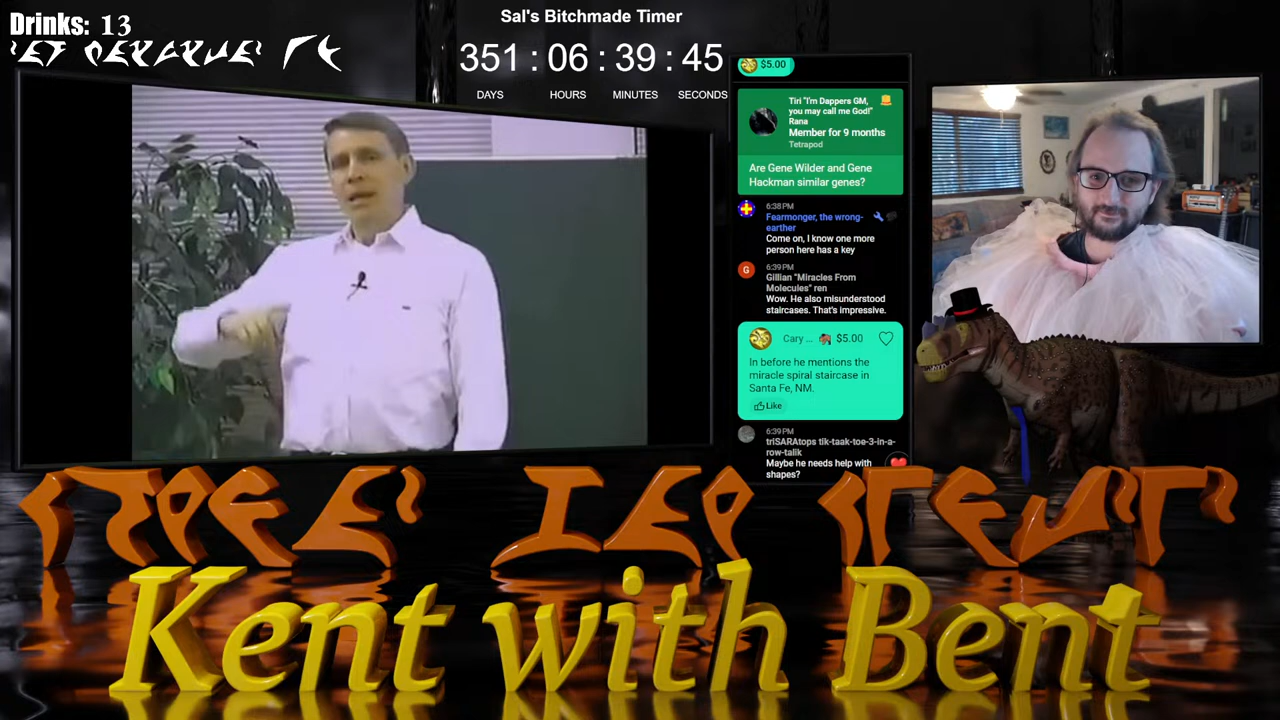 Drinks: 13
Sal's Bitchmade Timer
351 : 06 : 39 : 45
DAYS HOURS MINUTES SECONDS
$5.00
Tiri "I'm Dappers GM,
you may call me God!"
Rana
Member for 9 months
Tetrapod
Are Gene Wilder and Gene
Hackman similar genes?
6:38 PM
Fearmonger, the wrong-
earther
Come on, I know one more
person here has a key
G
6:39 PM
Gillian "Miracles From
Molecules" ren
Wow. He also misunderstood
staircases. That's impressive.
Cary ... $5.00
In before he mentions the
miracle spiral staircase in
Santa Fe, NM.
Like
6:39 PM
triSARAtops tik-taak-toe-3-in-a-
row-talik
Maybe he needs help with
shapes?
Kent with Bent